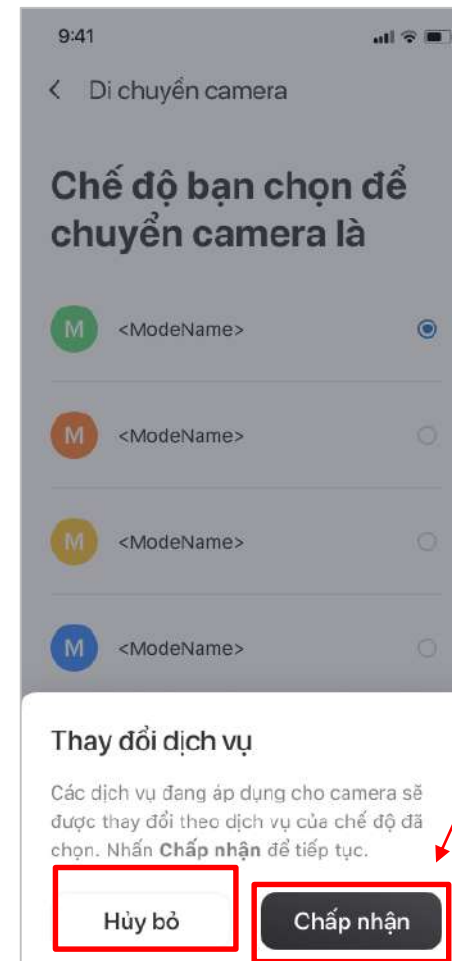 9:41
Di chuyển camera
Chế độ bạn chọn để
chuyển camera là
M <ModeName>
M <ModeName>
M <ModeName>
M <ModeName>
Thay đổi dịch vụ
Các dịch vụ đang áp dụng cho camera sẽ
được thay đổi theo dịch vụ của chế độ đã
chọn. Nhấn Chấp nhận để tiếp tục.
Hủy bỏ
Chấp nhận